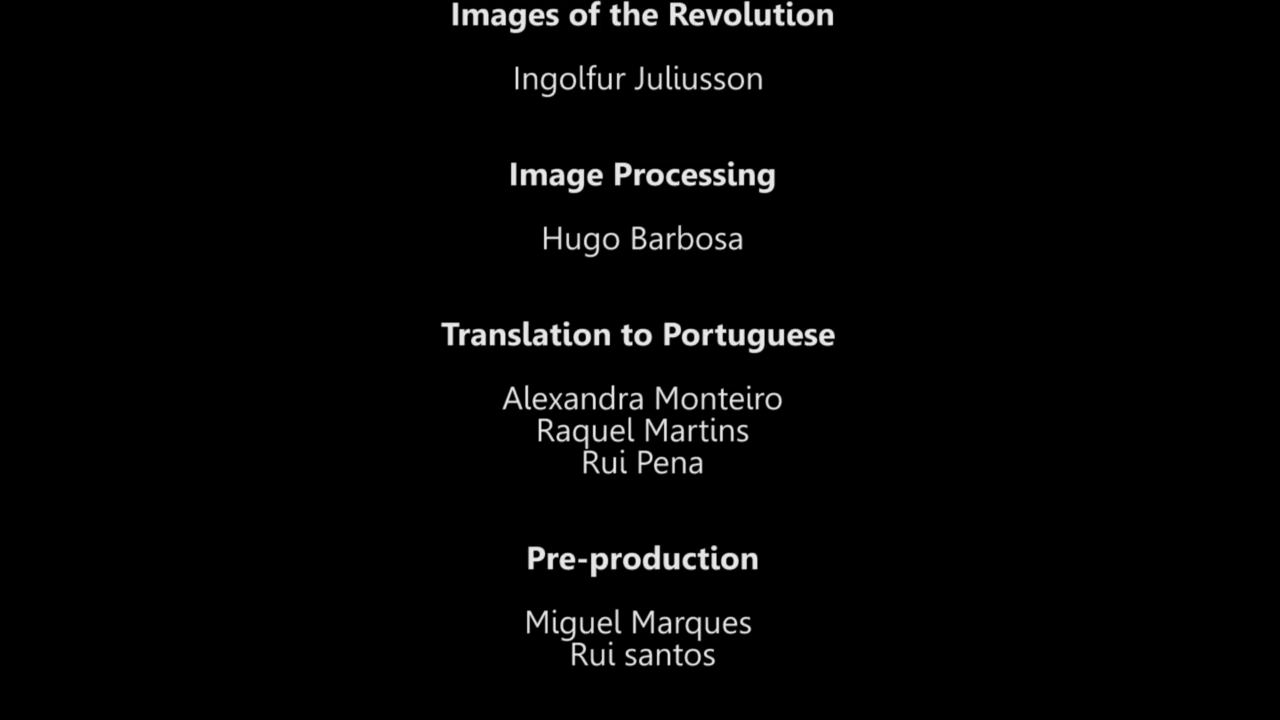 Images of the Revolution
Ingolfur Juliusson
Image Processing
Hugo Barbosa
Translation to Portuguese
Alexandra Monteiro
Raquel Martins
Rui Pena
Pre-production
Miguel Marques
Rui santos